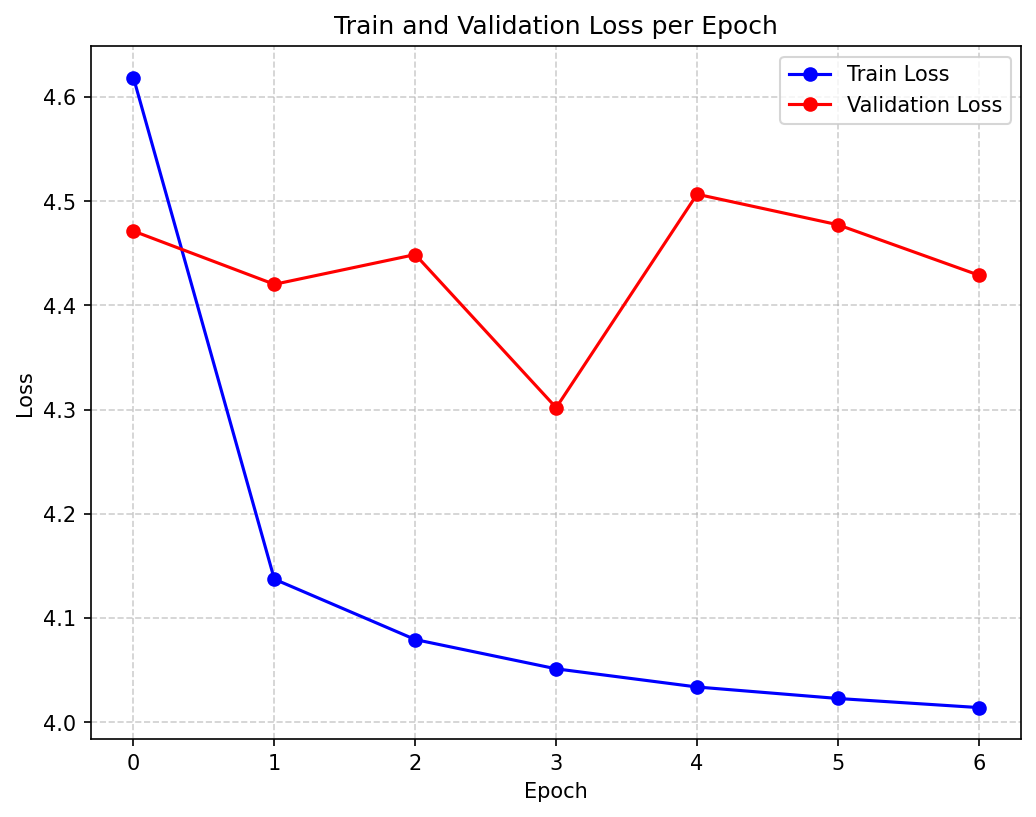 Train and Validation Loss per Epoch
Train Loss
Validation Loss
4.6
4.5
4.4
4.3
4.2
4.1
4.0
Loss
0 1 2 3 4 5 6
Epoch